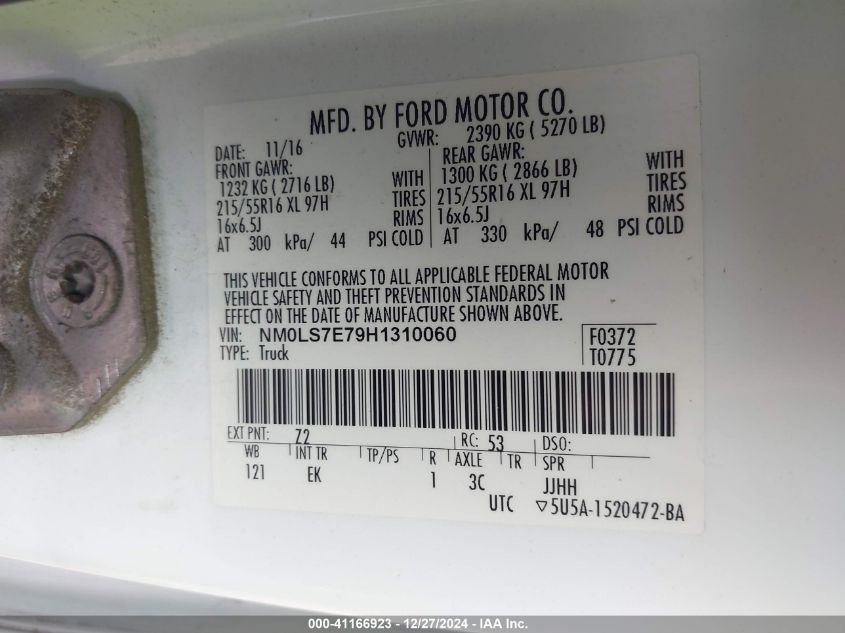 MFD. BY FORD MOTOR CO.
DATE: 11/16 GVWR: 2390 KG ( 5270 LB)
FRONT GAWR: REAR GAWR:
1232 KG ( 2716 LB) WITH 1300 KG ( 2866 LB) WITH
215/55R16 XL 97H TIRES 215/55R16 XL 97H TIRES
16x6.5J RIMS 16x6.5J RIMS
AT 300 kPa/ 44 PSI COLD AT 330 kPa/ 48 PSI COLD
THIS VEHICLE CONFORMS TO ALL APPLICABLE FEDERAL MOTOR
VEHICLE SAFETY AND THEFT PREVENTION STANDARDS IN
EFFECT ON THE DATE OF MANUFACTURE SHOWN ABOVE.
VIN: NM0LS7E79H1310060 F0372
TYPE: Truck T0775
EXT PNT: Z2 RC: 53 DSO:
WB INT TR TP/PS R AXLE TR SPR
121 EK 1 3C JJHH
UTC ▽5U5A-1520472-BA
000-41166923 - 12/27/2024 - IAA Inc.